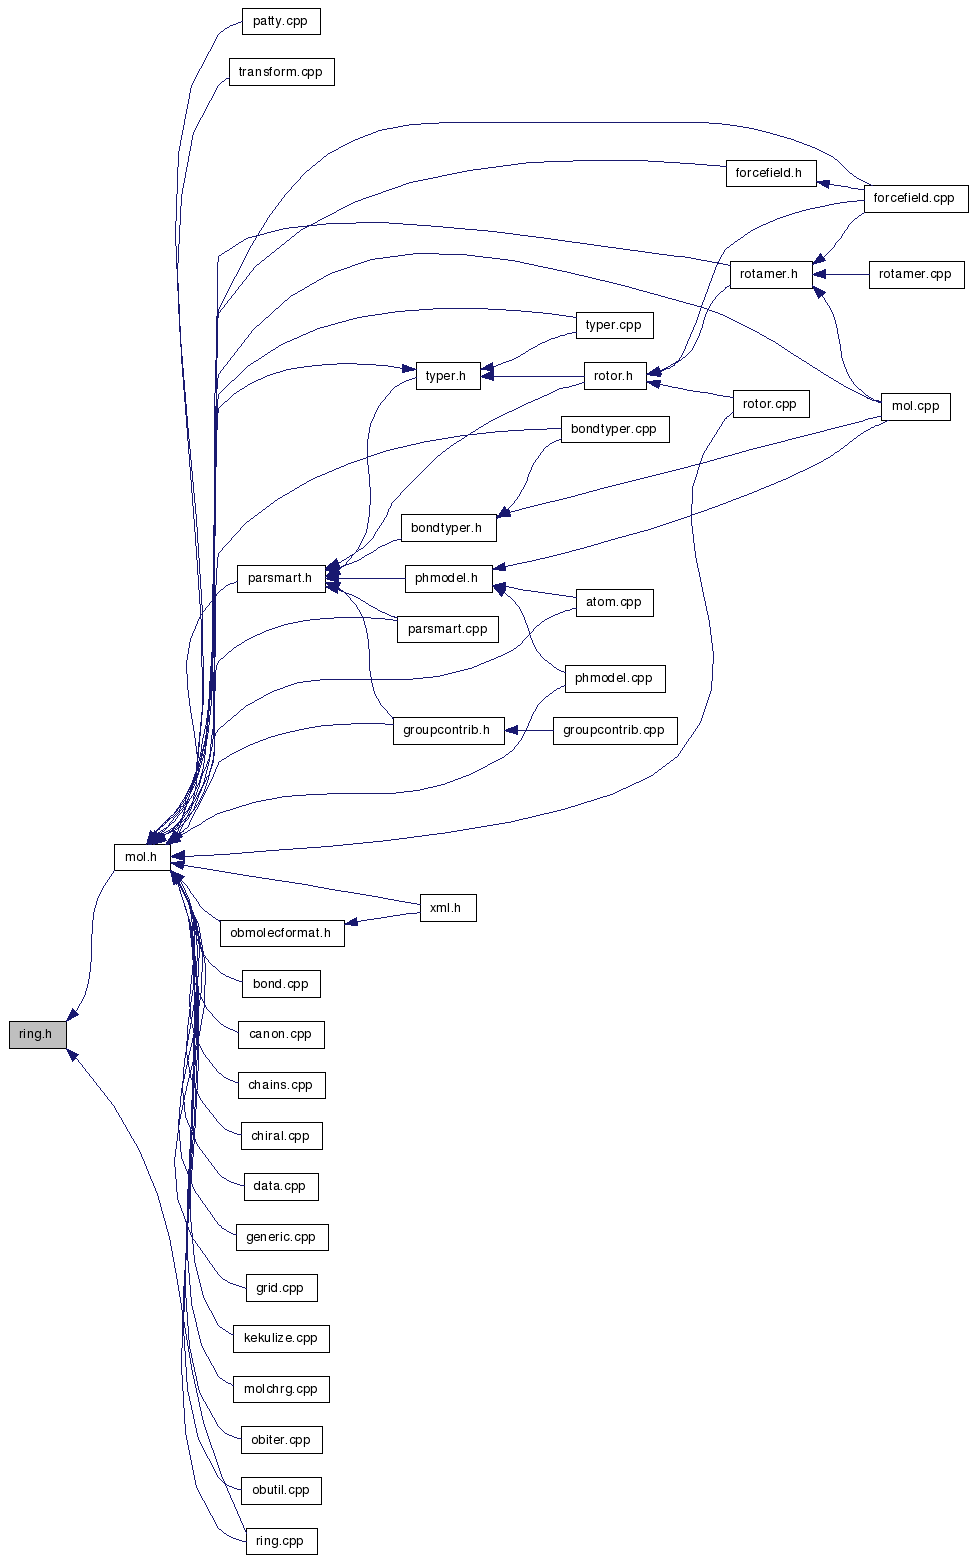 patty.cpp
transform.cpp
forcefield.h
forcefield.cpp
rotamer.h
rotamer.cpp
typer.cpp
typer.h
rotor.h
rotor.cpp
mol.cpp
bondtyper.cpp
bondtyper.h
parsmart.h
phmodel.h
atom.cpp
parsmart.cpp
phmodel.cpp
groupcontrib.h
groupcontrib.cpp
mol.h
xml.h
obmolecformat.h
bond.cpp
ring.h
canon.cpp
chains.cpp
chiral.cpp
data.cpp
generic.cpp
grid.cpp
kekulize.cpp
molchrg.cpp
obiter.cpp
obutil.cpp
ring.cpp